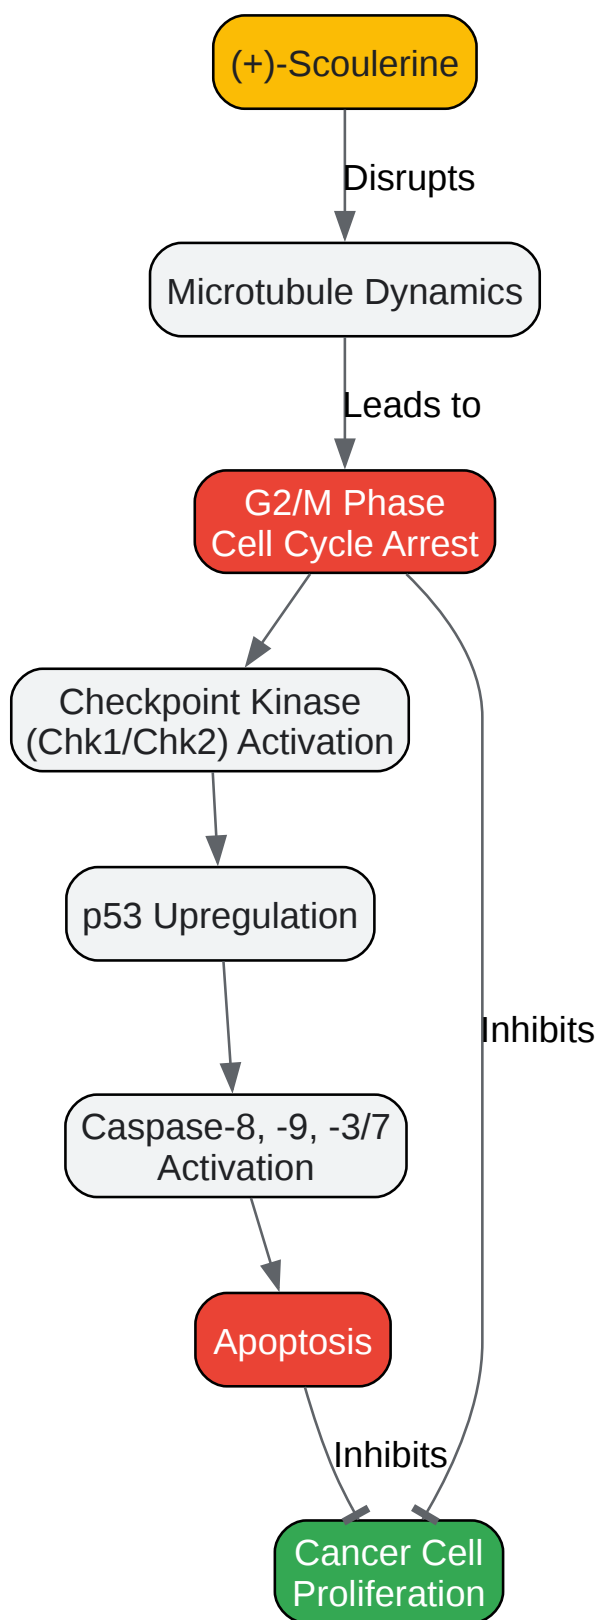 (+)-Scoulerine
Disrupts
Microtubule Dynamics
Leads to
G2/M Phase
Cell Cycle Arrest
Checkpoint Kinase
(Chk1/Chk2) Activation
p53 Upregulation
Inhibits
Caspase-8, -9, -3/7
Activation
Apoptosis
Inhibits
Cancer Cell
Proliferation